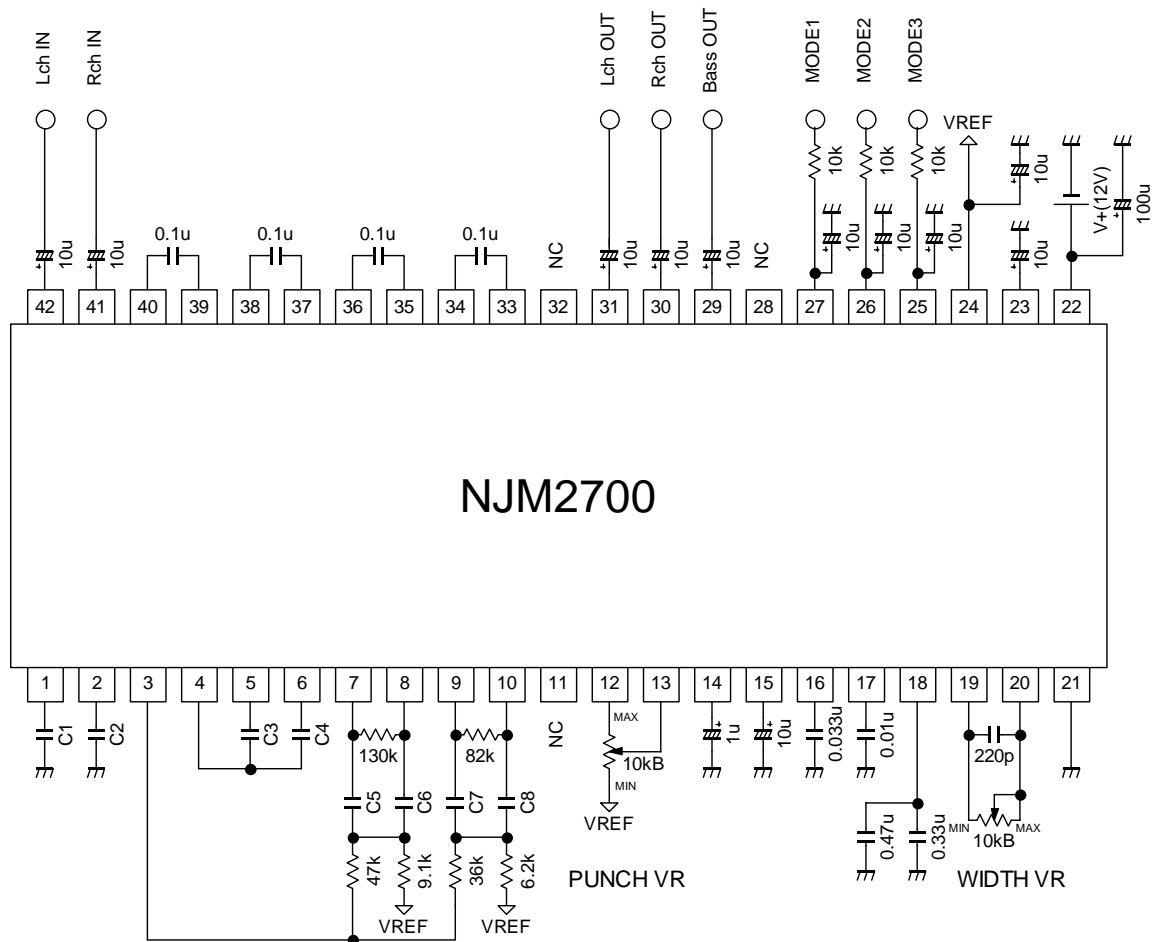 Lch IN
Rch IN
Lch OUT
Rch OUT
Bass OUT
MODE1
MODE2
MODE3
VREF
10k
10k
10k
10u
V+(12V)
100u
10u
10u
0.1u
0.1u
0.1u
0.1u
NC
10u
10u
10u
NC
10u
10u
10u
10u
42
41
40
39
38
37
36
35
34
33
32
31
30
29
28
27
26
25
24
23
22
NJM2700
1
2
3
4
5
6
7
8
9
10
11
12
13
14
15
16
17
18
19
20
21
C1
C2
C3
C4
130k
82k
NC
MAX
10kB
MIN
VREF
1u
10u
0.033u
0.01u
220p
C5
C6
C7
C8
0.47u
0.33u
MIN
10kB
MAX
47k
9.1k
36k
6.2k
VREF
VREF
PUNCH VR
WIDTH VR